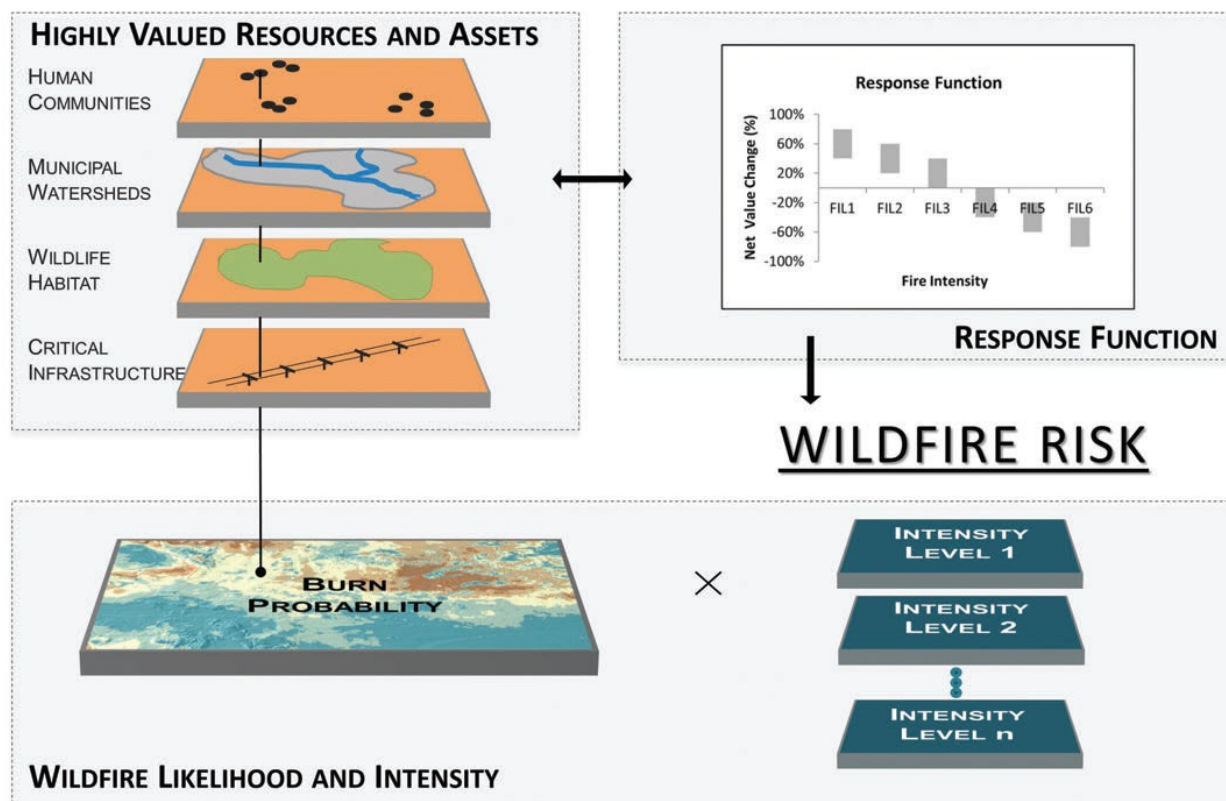 HIGHLY VALUED RESOURCES AND ASSETS
HUMAN
COMMUNITIES
MUNICIPAL
WATERSHEDS
WILDLIFE
HABITAT
CRITICAL
INFRASTRUCTURE
Response Function
Net Value Change (%)
100%
60%
20%
-20%
-60%
-100%
FIL1 FIL2 FIL3 FIL4 FIL5 FIL6
Fire Intensity
RESPONSE FUNCTION
WILDFIRE RISK
BURN
PROBABILITY
×
INTENSITY
LEVEL 1
INTENSITY
LEVEL 2
INTENSITY
LEVEL n
WILDFIRE LIKELIHOOD AND INTENSITY